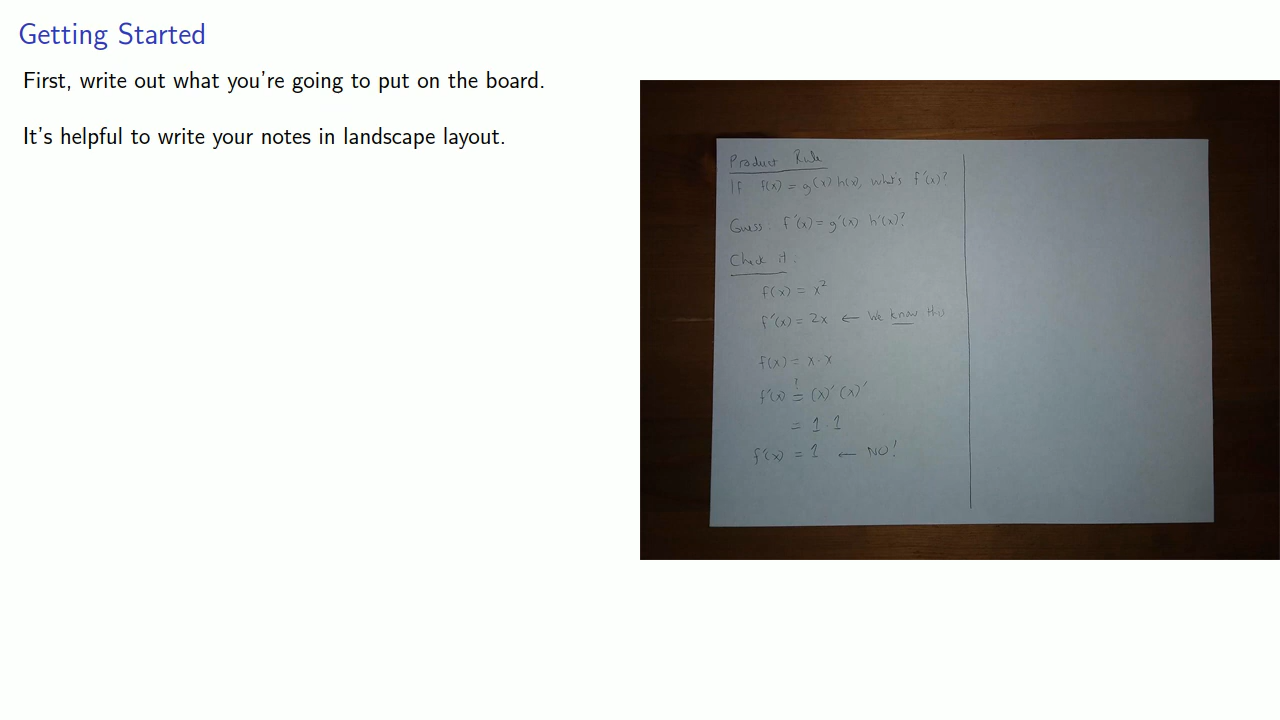 Getting Started
First, write out what you're going to put on the board.
It's helpful to write your notes in landscape layout.
Product Rule
If f(x) = g(x) h(x), what's f'(x)?
Guess: f'(x) = g'(x) h'(x)?
Check it:
f(x) = x²
f'(x) = 2x ← We know this
f(x) = x·x
f'(x) ≟ (x)' (x)'
= 1·1
f'(x) = 1 ← NO!